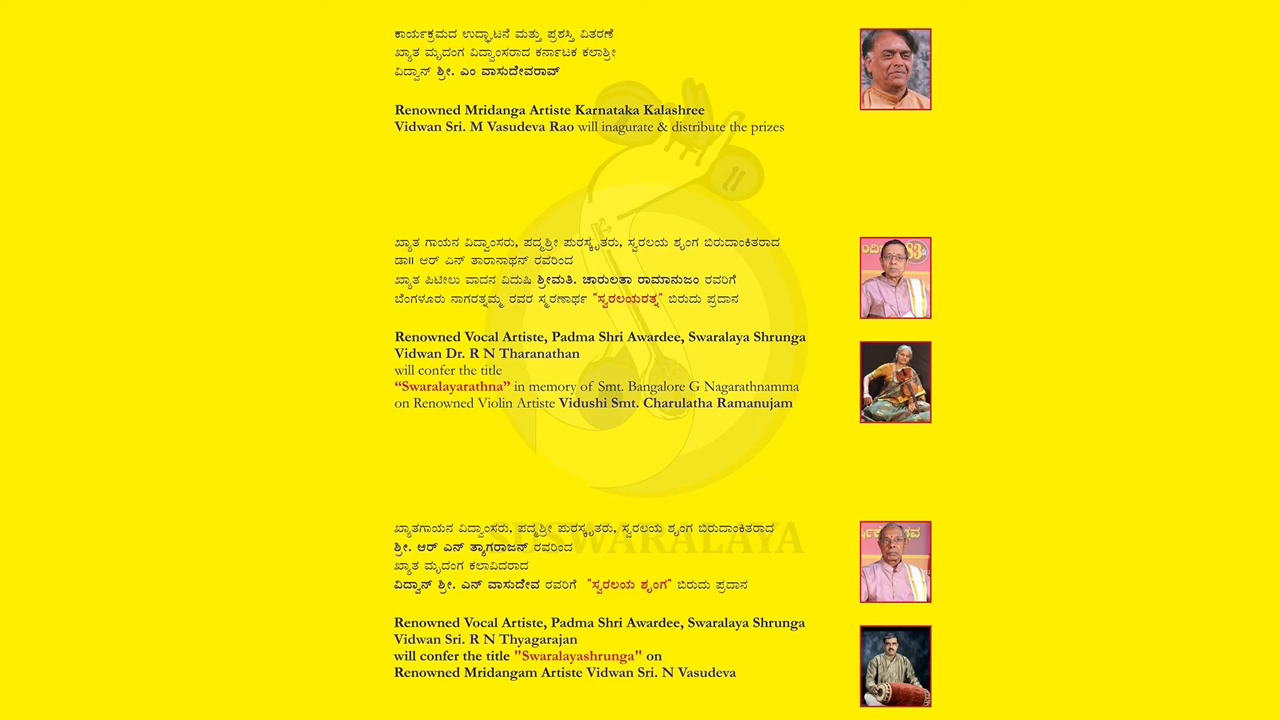 ಕಾರ್ಯಕ್ರಮದ ಉದ್ಘಾಟನೆ ಮತ್ತು ಪ್ರಶಸ್ತಿ ವಿತರಣೆ
ಖ್ಯಾತ ಮೃದಂಗ ವಿದ್ವಾಂಸರಾದ ಕರ್ನಾಟಕ ಕಲಾಶ್ರೀ
ವಿದ್ವಾನ್ ಶ್ರೀ. ಎಂ ವಾಸುದೇವರಾವ್
Renowned Mridanga Artiste Karnataka Kalashree
Vidwan Sri. M Vasudeva Rao will inagurate & distribute the prizes
ಖ್ಯಾತ ಗಾಯನ ವಿದ್ವಾಂಸರು, ಪದ್ಮಶ್ರೀ ಪುರಸ್ಕೃತರು, ಸ್ವರಲಯ ಶೃಂಗ ಬಿರುದಾಂಕಿತರಾದ
ಡಾ॥ ಆರ್ ಎನ್ ತಾರಾನಾಥನ್ ರವರಿಂದ
ಖ್ಯಾತ ಪಿಟೀಲು ವಾದನ ವಿದುಷಿ ಶ್ರೀಮತಿ. ಚಾರುಲತಾ ರಾಮಾನುಜಂ ರವರಿಗೆ
ಬೆಂಗಳೂರು ನಾಗರತ್ನಮ್ಮ ರವರ ಸ್ಮರಣಾರ್ಥ "ಸ್ವರಲಯರತ್ನ" ಬಿರುದು ಪ್ರದಾನ
Renowned Vocal Artiste, Padma Shri Awardee, Swaralaya Shrunga
Vidwan Dr. R N Tharanathan
will confer the title
“Swaralayarathna” in memory of Smt. Bangalore G Nagarathnamma
on Renowned Violin Artiste Vidushi Smt. Charulatha Ramanujam
SUSWARALAYA
ಖ್ಯಾತಗಾಯನ ವಿದ್ವಾಂಸರು, ಪದ್ಮಶ್ರೀ ಪುರಸ್ಕೃತರು, ಸ್ವರಲಯ ಶೃಂಗ ಬಿರುದಾಂಕಿತರಾದ
ಶ್ರೀ. ಆರ್ ಎನ್ ತ್ಯಾಗರಾಜನ್ ರವರಿಂದ
ಖ್ಯಾತ ಮೃದಂಗ ಕಲಾವಿದರಾದ
ವಿದ್ವಾನ್ ಶ್ರೀ. ಎನ್ ವಾಸುದೇವ ರವರಿಗೆ "ಸ್ವರಲಯ ಶೃಂಗ" ಬಿರುದು ಪ್ರದಾನ
Renowned Vocal Artiste, Padma Shri Awardee, Swaralaya Shrunga
Vidwan Sri. R N Thyagarajan
will confer the title "Swaralayashrunga" on
Renowned Mridangam Artiste Vidwan Sri. N Vasudeva